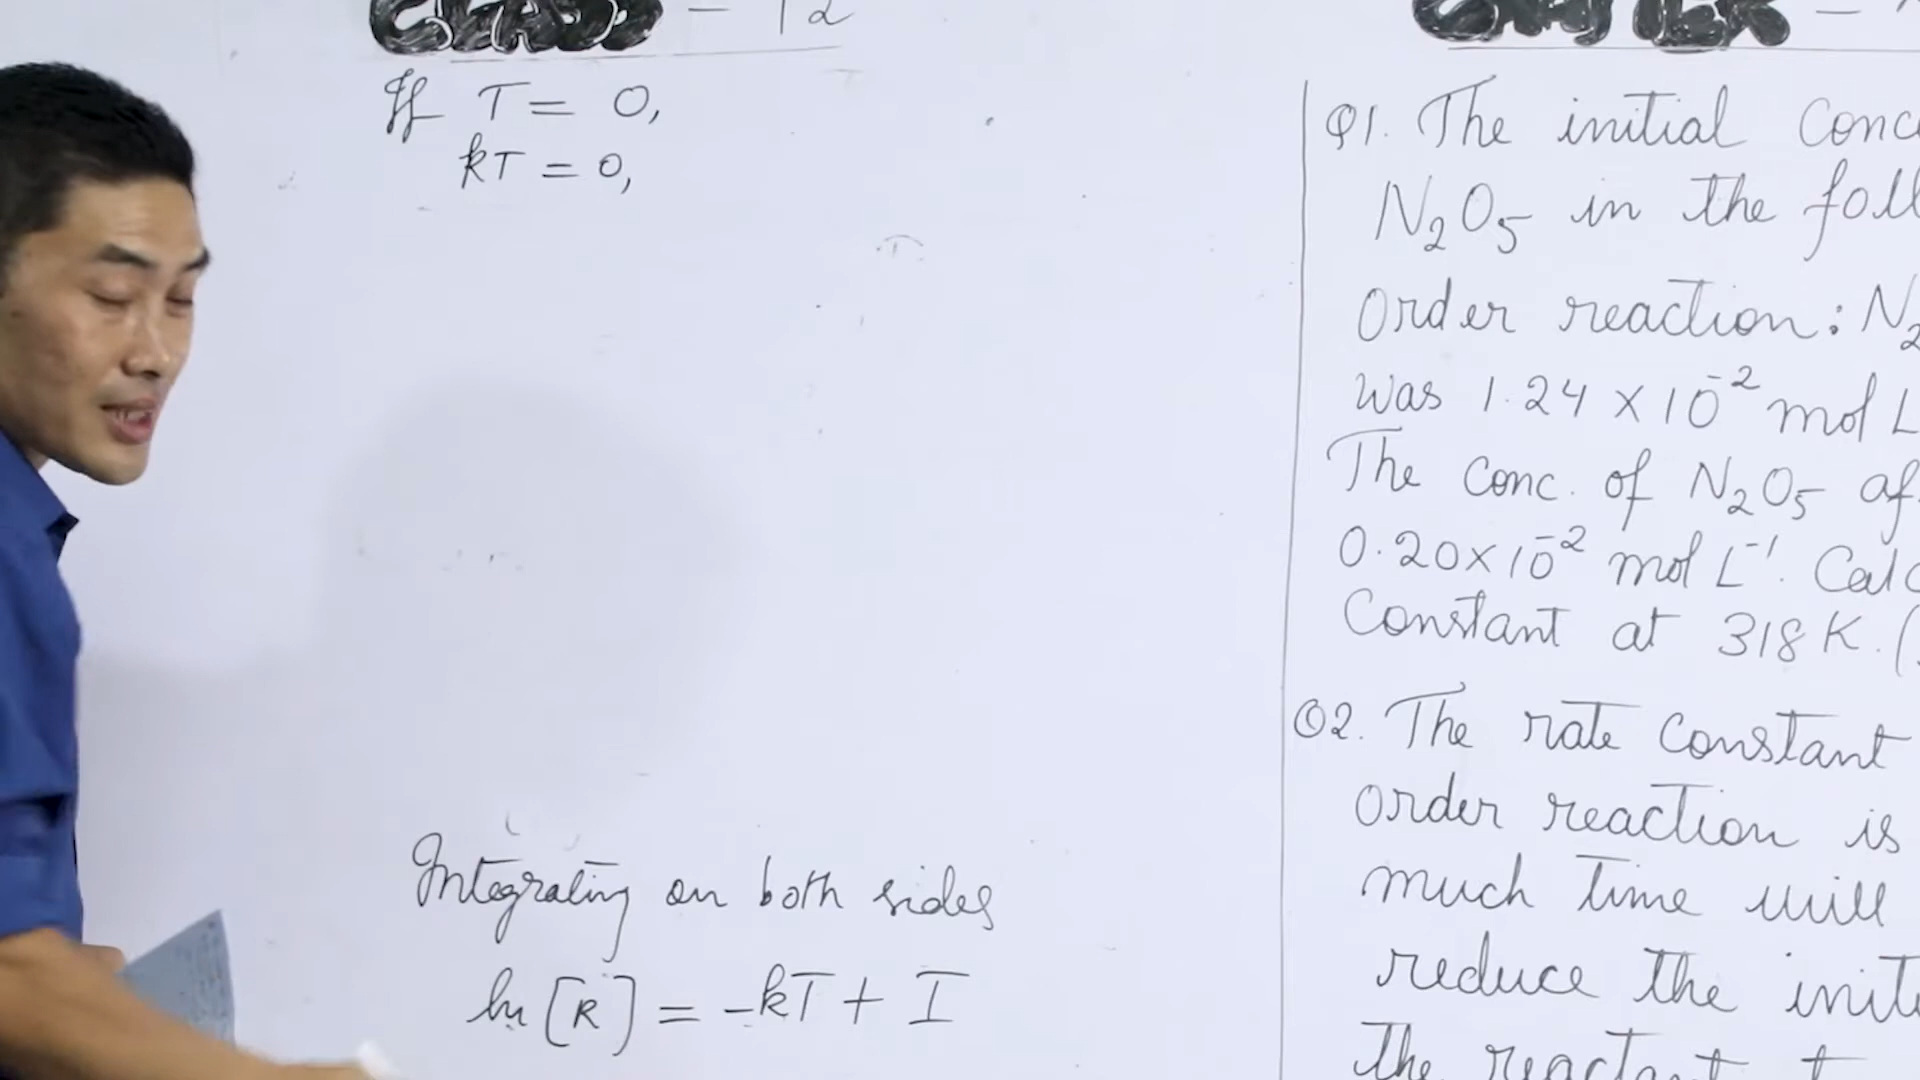 CLASS - 12
If T = 0,
kT = 0,
Integrating on both sides
ln [R] = -kT + I
CHAPTER -
Q1. The initial Conc
N₂O₅ in the foll
Order reaction: N₂
Was 1.24 × 10⁻² mol L
The Conc. of N₂O₅ af
0.20×10⁻² mol L⁻¹. Calc
Constant at 318 K. (
Q2. The rate Constant
Order reaction is
much time will
reduce the inite
The reactant t